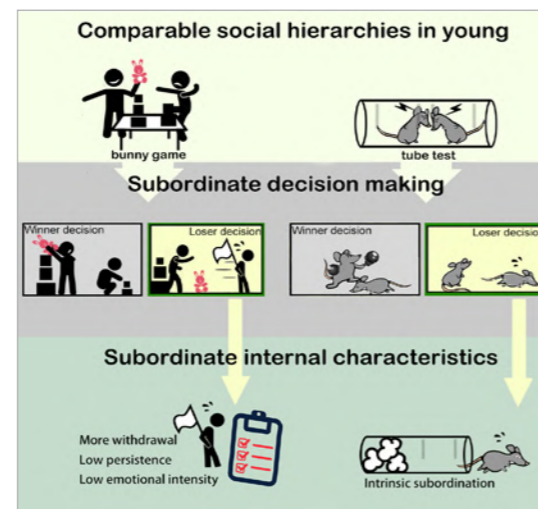 Comparable social hierarchies in young
bunny game
tube test
Subordinate decision making
Winner decision
Loser decision
Winner decision
Loser decision
Subordinate internal characteristics
More withdrawal
Low persistence
Low emotional intensity
Intrinsic subordination